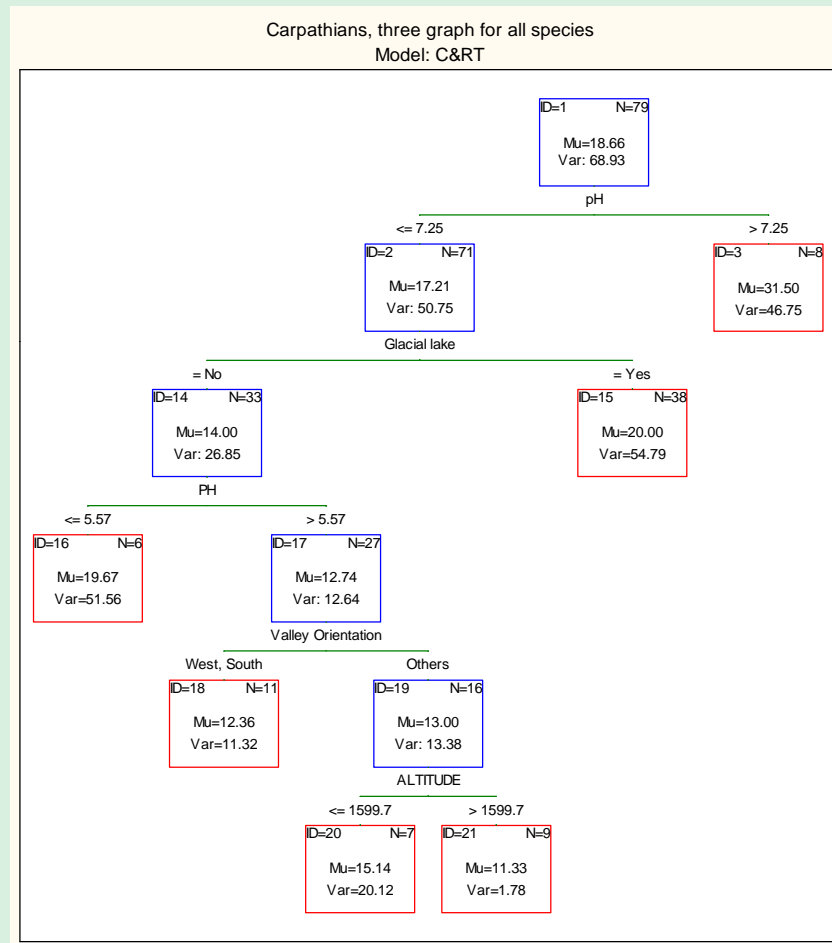 Carpathians, three graph for all species
Model: C&RT
ID=1 N=79
Mu=18.66
Var: 68.93
pH
<= 7.25 > 7.25
ID=2 N=71 ID=3 N=8
Mu=17.21 Mu=31.50
Var: 50.75 Var=46.75
Glacial lake
= No = Yes
ID=14 N=33 ID=15 N=38
Mu=14.00 Mu=20.00
Var: 26.85 Var=54.79
PH
<= 5.57 > 5.57
ID=16 N=6 ID=17 N=27
Mu=19.67 Mu=12.74
Var=51.56 Var: 12.64
Valley Orientation
West, South Others
ID=18 N=11 ID=19 N=16
Mu=12.36 Mu=13.00
Var=11.32 Var: 13.38
ALTITUDE
<= 1599.7 > 1599.7
ID=20 N=7 ID=21 N=9
Mu=15.14 Mu=11.33
Var=20.12 Var=1.78